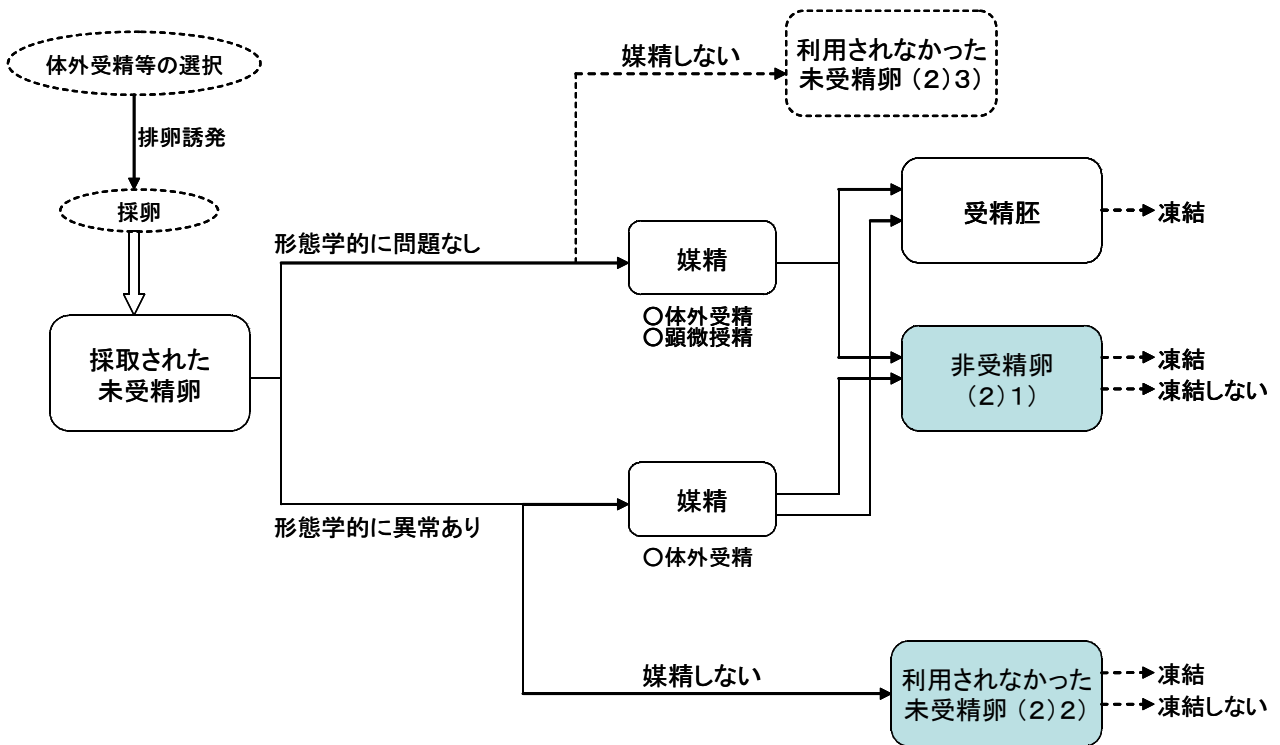 体外受精等の選択
排卵誘発
採卵
採取された
未受精卵
形態学的に問題なし
媒精しない
利用されなかった
未受精卵(2)3)
媒精
○体外受精
○顕微授精
受精胚
凍結
非受精卵
(2)1)
凍結
凍結しない
形態学的に異常あり
媒精
○体外受精
媒精しない
利用されなかった
未受精卵(2)2)
凍結
凍結しない